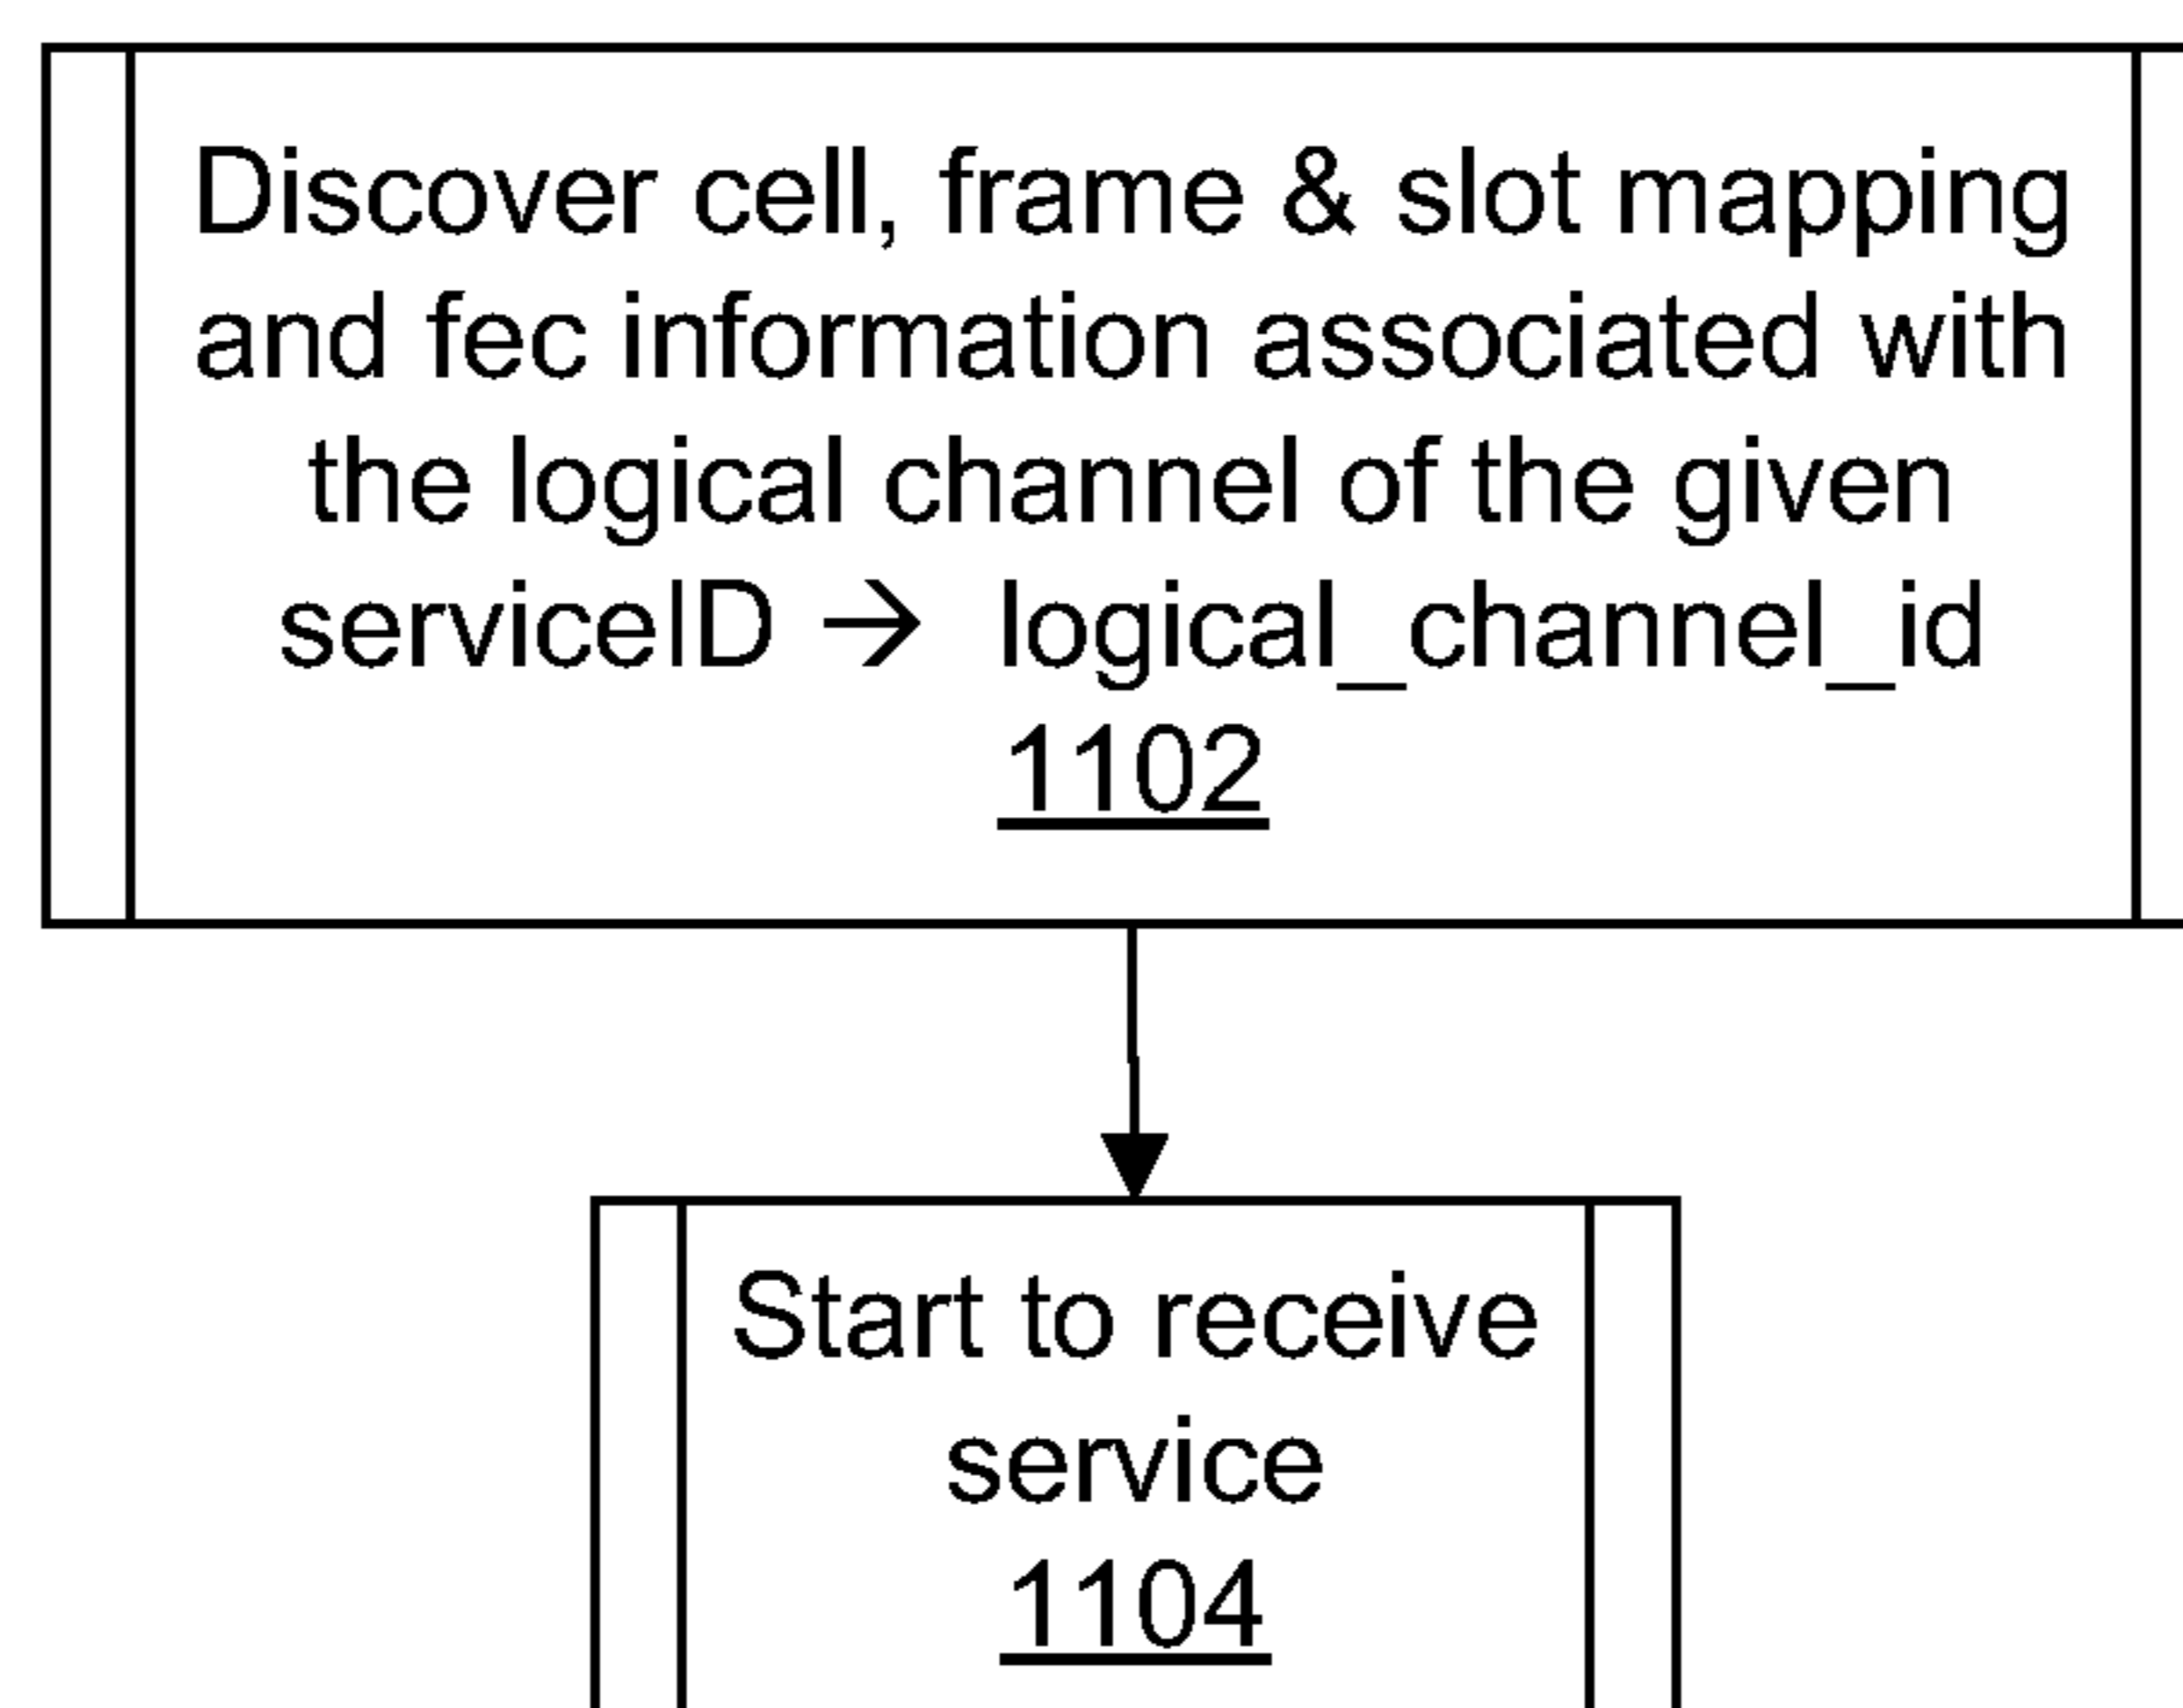 Discover cell, frame & slot mapping
and fec information associated with
the logical channel of the given
serviceID → logical_channel_id
1102
Start to receive
service
1104